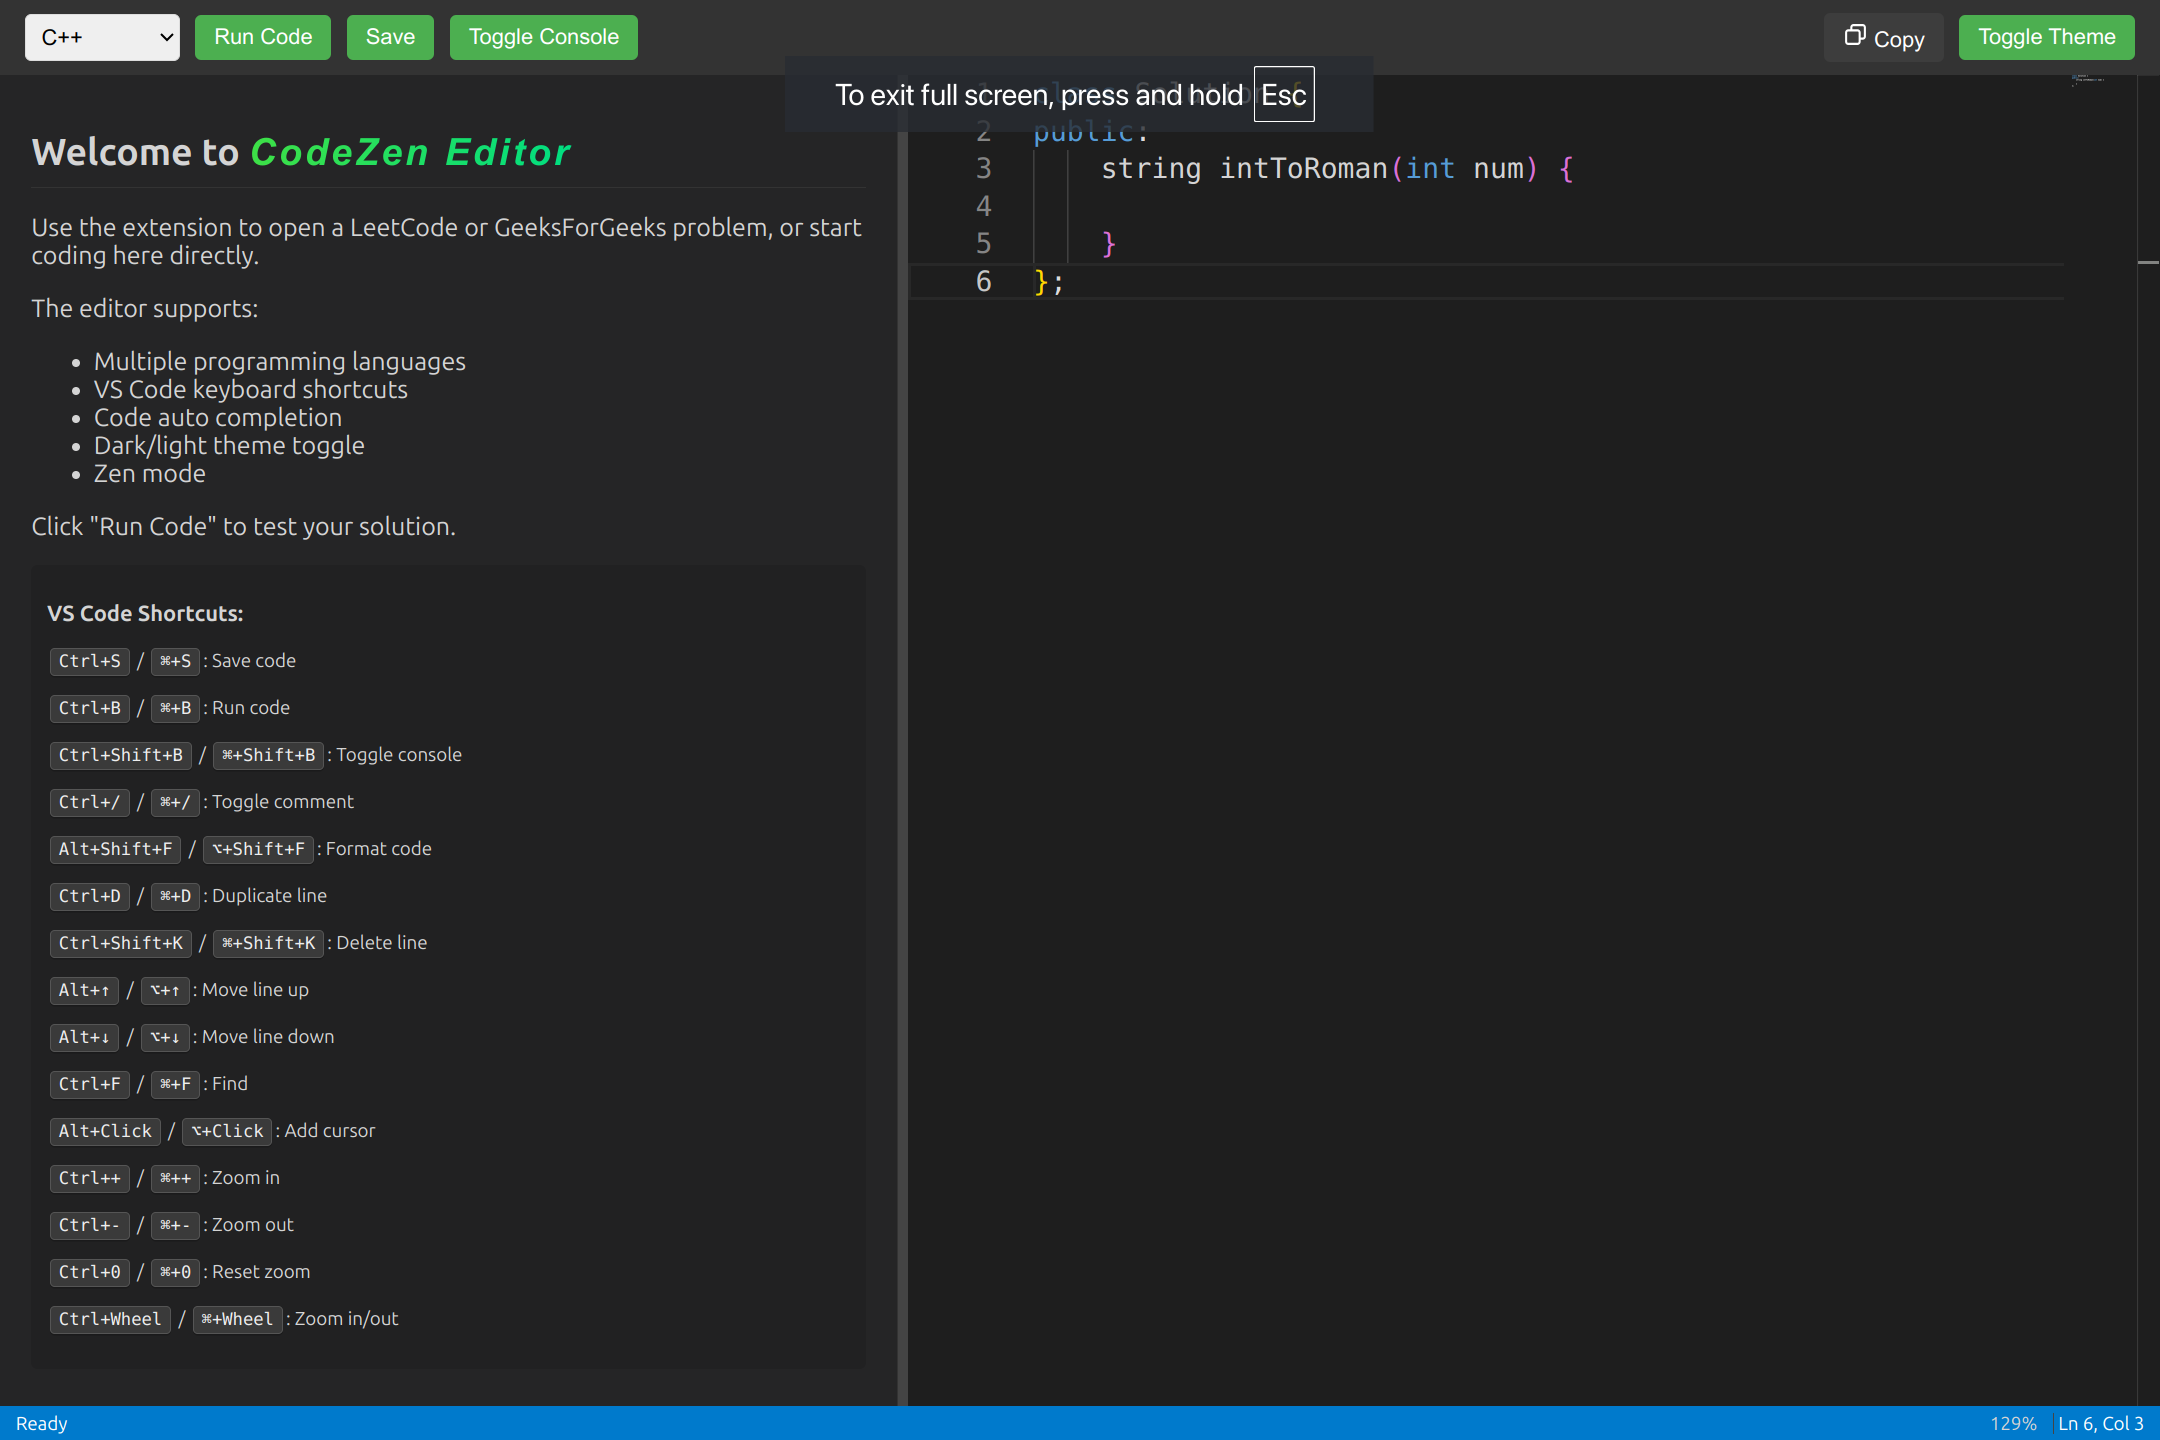 C++
Run Code
Save
Toggle Console
Copy
Toggle Theme
To exit full screen, press and hold Esc
Welcome to CodeZen Editor
Use the extension to open a LeetCode or GeeksForGeeks problem, or start
coding here directly.
The editor supports:
• Multiple programming languages
• VS Code keyboard shortcuts
• Code auto completion
• Dark/light theme toggle
• Zen mode
Click "Run Code" to test your solution.
VS Code Shortcuts:
Ctrl+S / ⌘+S : Save code
Ctrl+B / ⌘+B : Run code
Ctrl+Shift+B / ⌘+Shift+B : Toggle console
Ctrl+/ / ⌘+/ : Toggle comment
Alt+Shift+F / ⌥+Shift+F : Format code
Ctrl+D / ⌘+D : Duplicate line
Ctrl+Shift+K / ⌘+Shift+K : Delete line
Alt+↑ / ⌥+↑ : Move line up
Alt+↓ / ⌥+↓ : Move line down
Ctrl+F / ⌘+F : Find
Alt+Click / ⌥+Click : Add cursor
Ctrl++ / ⌘++ : Zoom in
Ctrl+- / ⌘+- : Zoom out
Ctrl+0 / ⌘+0 : Reset zoom
Ctrl+Wheel / ⌘+Wheel : Zoom in/out
2 public:
3 string intToRoman(int num) {
4
5 }
6 };
Ready
129%
Ln 6, Col 3